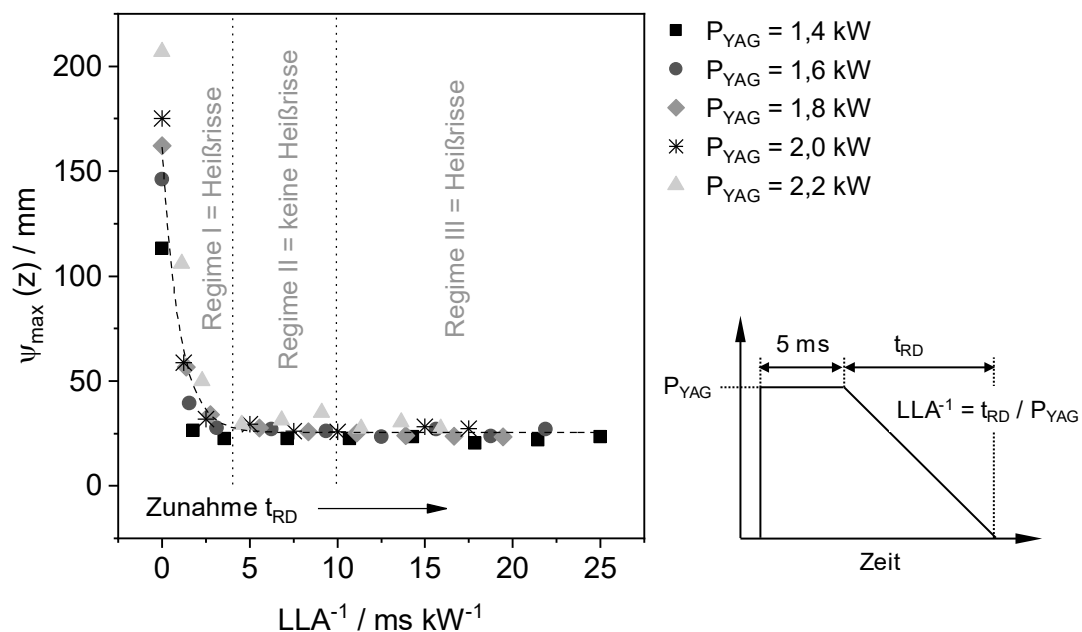 200
150
100
50
0
ψmax (z) / mm
Regime I = Heißrisse
Regime II = keine Heißrisse
Regime III = Heißrisse
Zunahme tRD
0 5 10 15 20 25
LLA-1 / ms kW-1
PYAG = 1,4 kW
PYAG = 1,6 kW
PYAG = 1,8 kW
PYAG = 2,0 kW
PYAG = 2,2 kW
5 ms
tRD
PYAG
LLA-1 = tRD / PYAG
Zeit